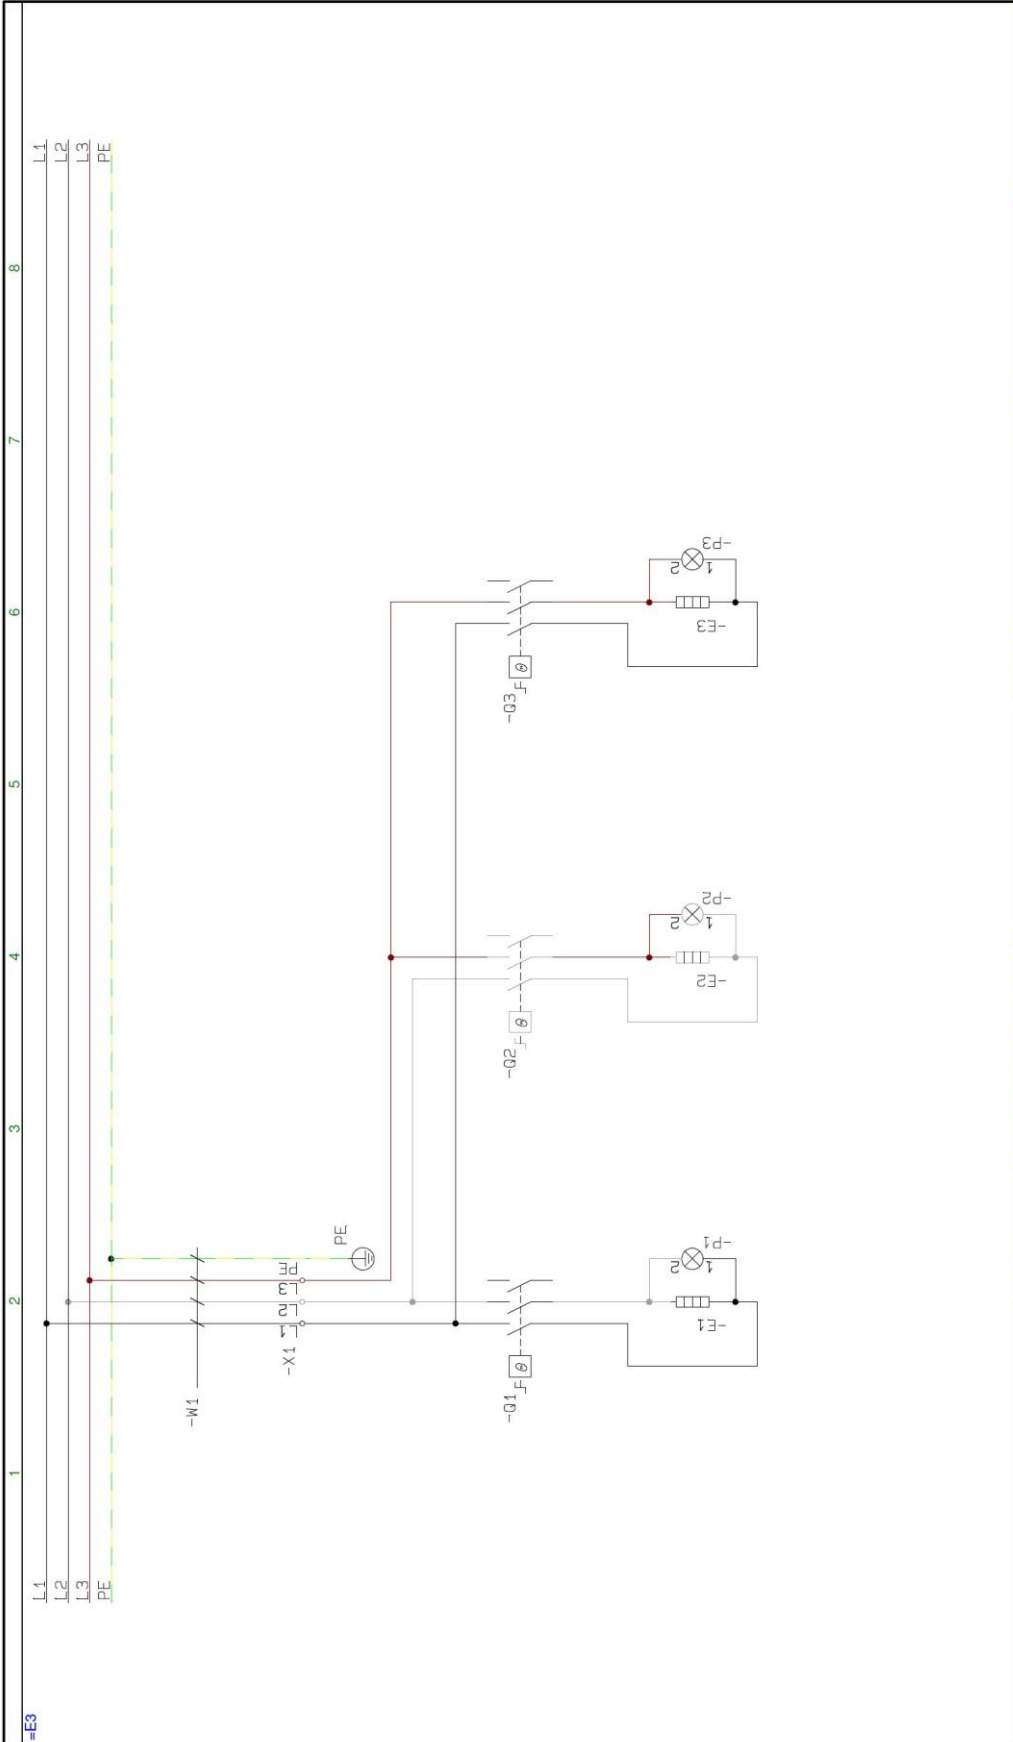 =E3
1 2 3 4 5 6 7 8
L1 L1
L2 L2
L3 L3
PE PE
-W1
-X1 L1 L2 L3 PE
PE
-Q1 -Q2 -Q3
θ θ θ
-E1 2 1 -P1
-E2 2 1 -P2
-E3 2 1 -P3